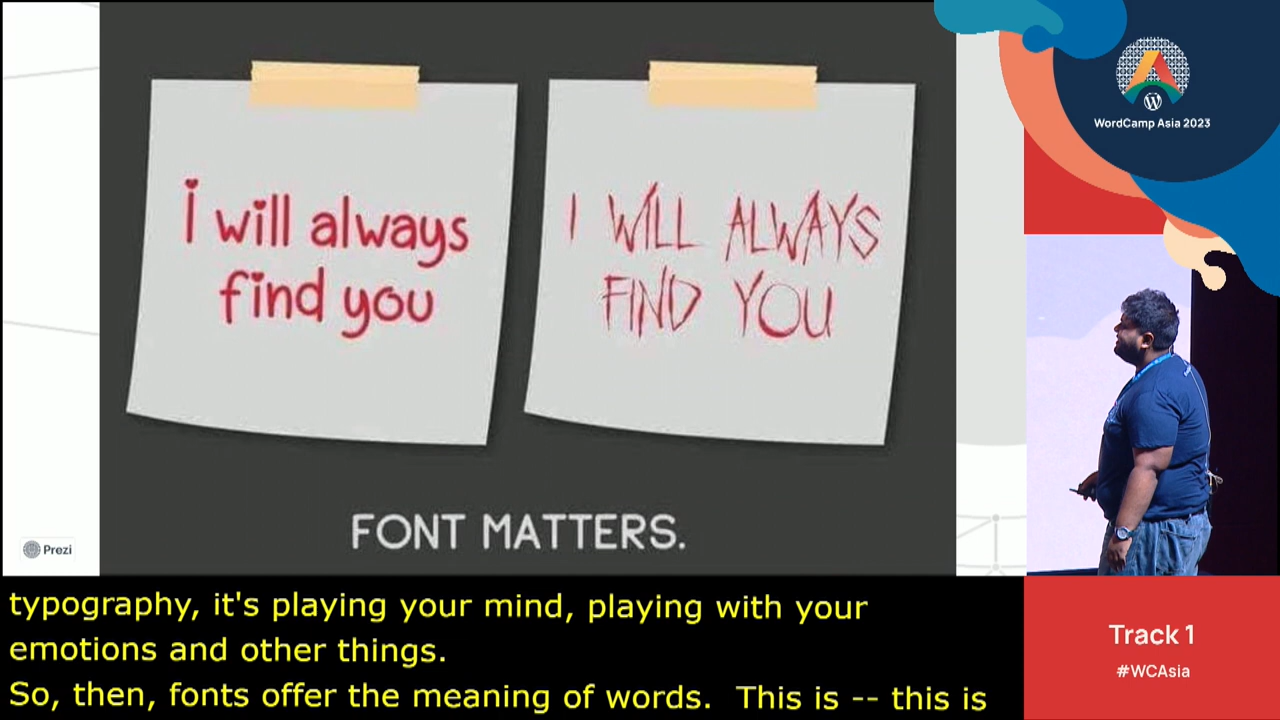 I will always
find you
I WILL ALWAYS
FIND YOU
FONT MATTERS.
Prezi
WordCamp Asia 2023
typography, it's playing your mind, playing with your
emotions and other things.
So, then, fonts offer the meaning of words.  This is -- this is
Track 1
#WCAsia